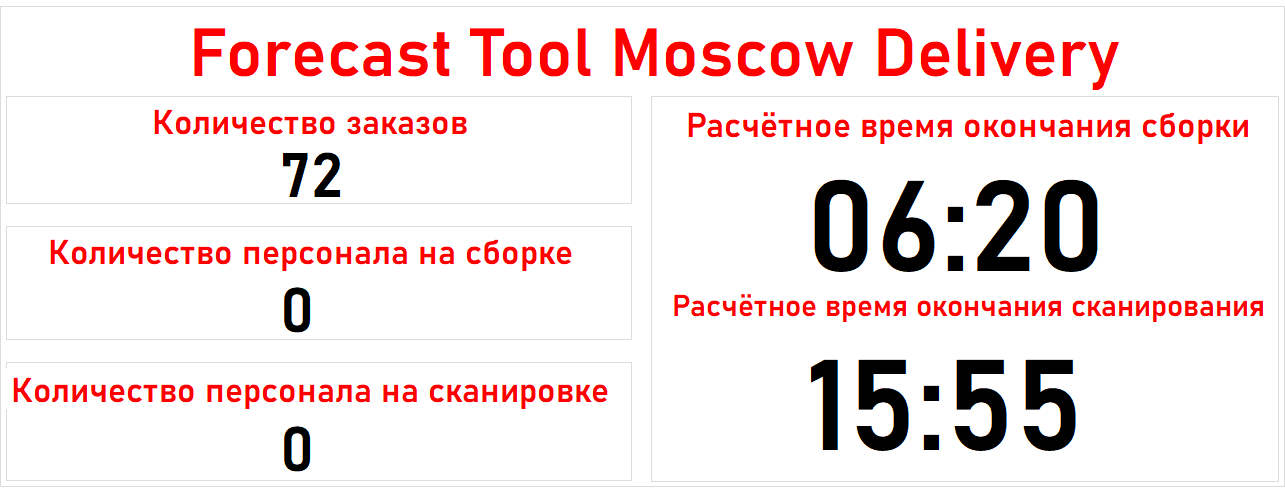 Forecast Tool Moscow Delivery
Количество заказов
72
Количество персонала на сборке
0
Количество персонала на сканировке
0
Расчётное время окончания сборки
06:20
Расчётное время окончания сканирования
15:55